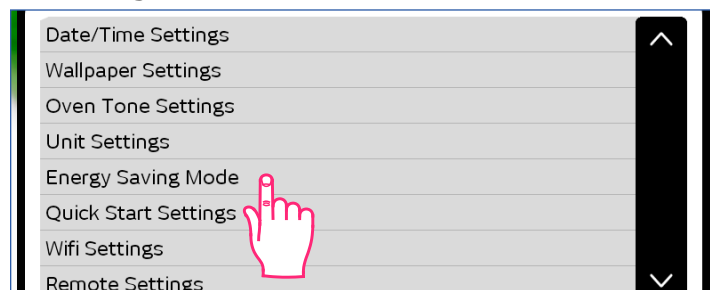 Date/Time Settings
Wallpaper Settings
Oven Tone Settings
Unit Settings
Energy Saving Mode
Quick Start Settings
Wifi Settings
Remote Settings